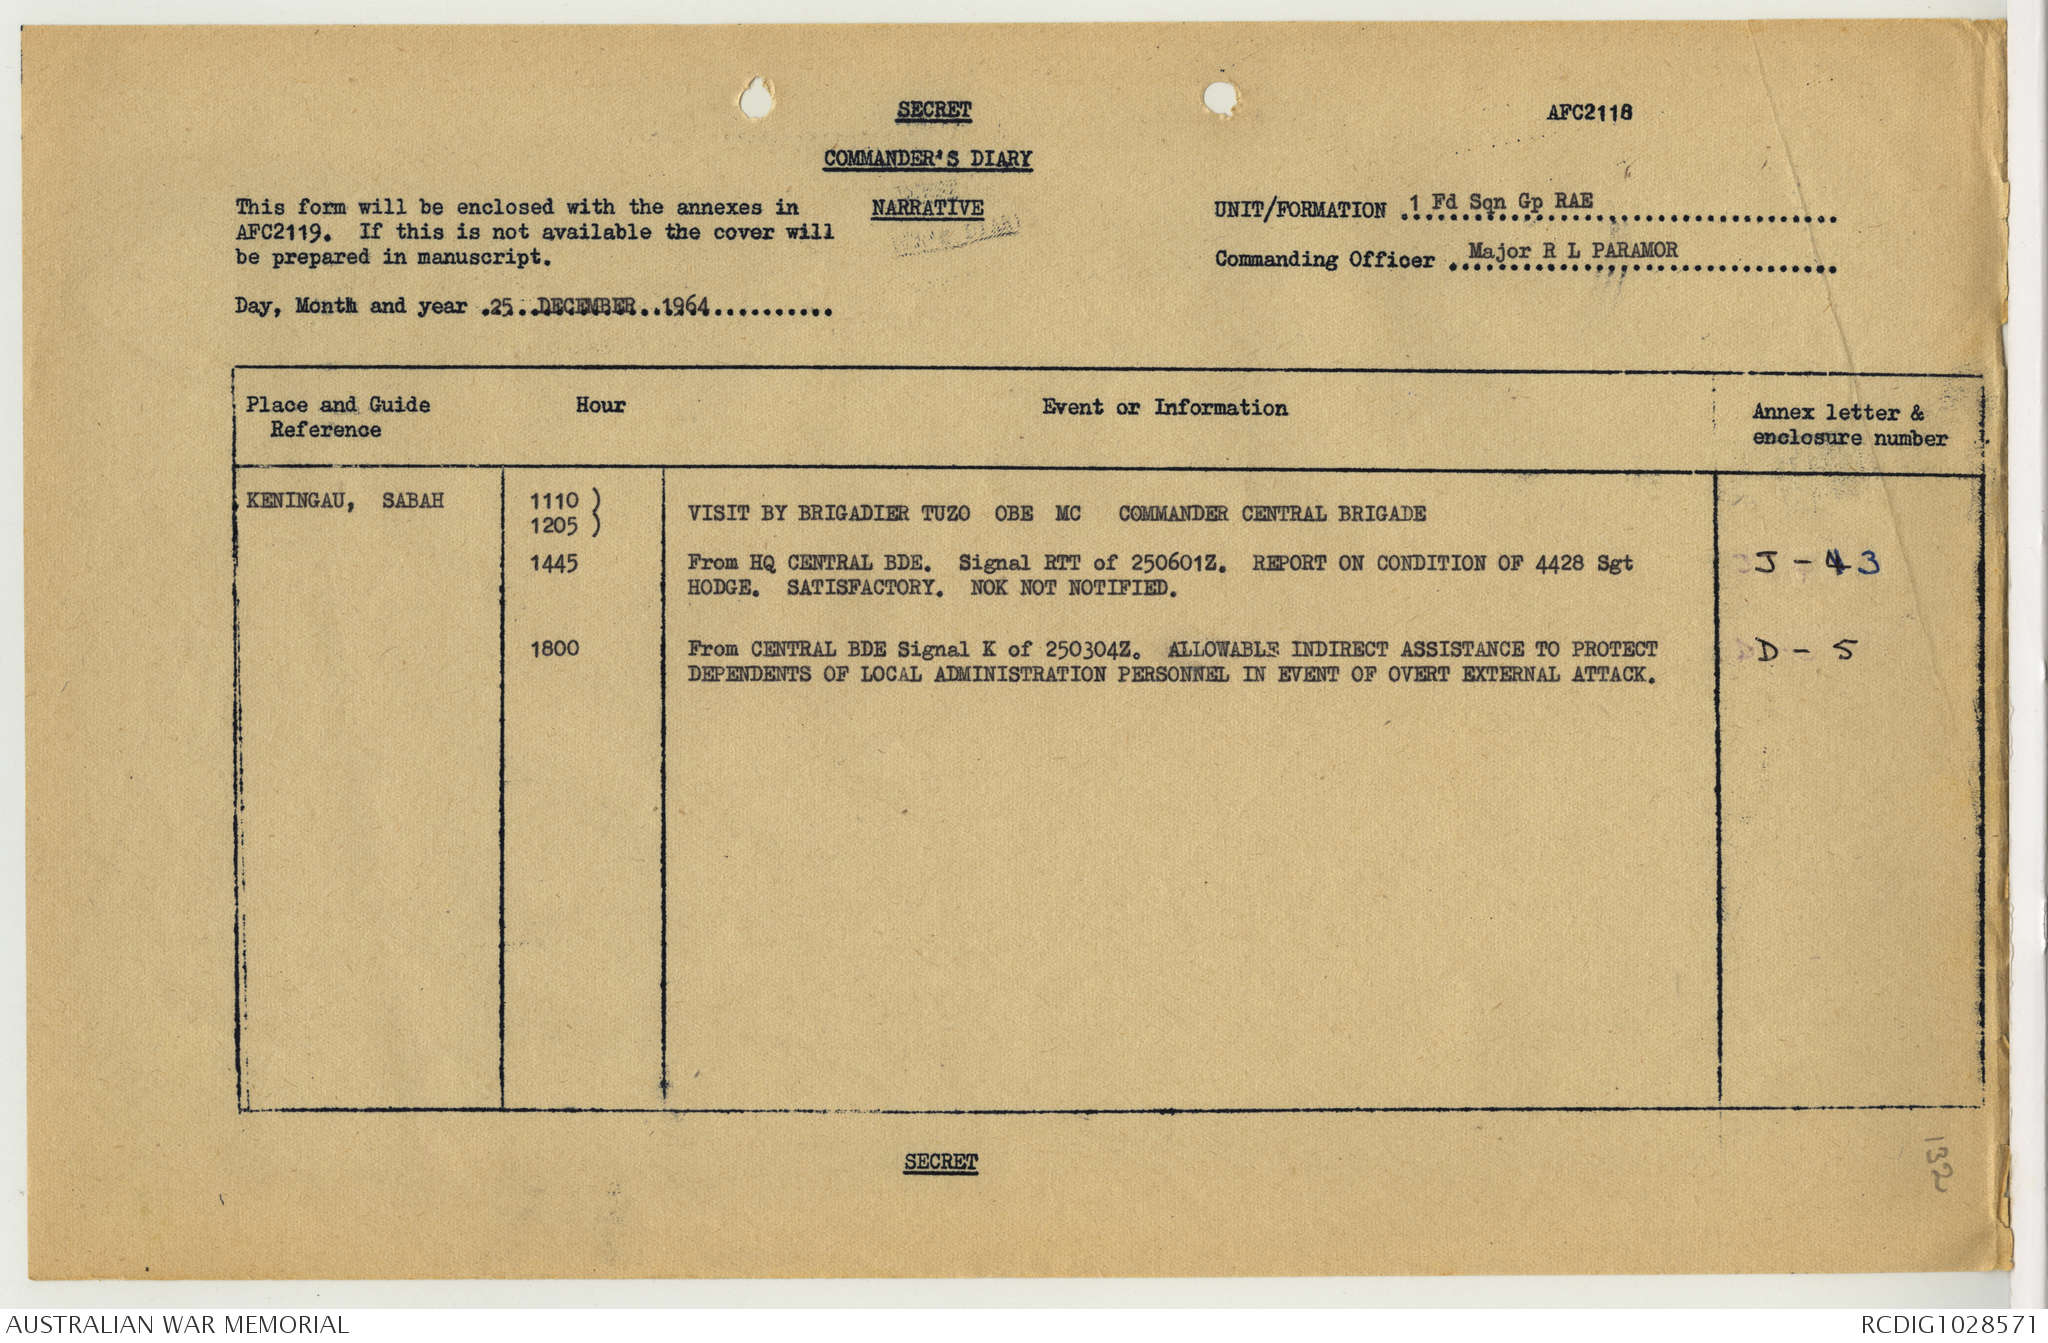 SECRET
AFC2118
COMMANDER'S DIARY
This form will be enclosed with the annexes in
AFC2119. If this is not available the cover will
be prepared in manuscript.
NARRATIVE
UNIT/FORMATION 1 Fd Sqn Gp RAE
Commanding Officer Major R L PARAMOR
Day, Month and year 25 DECEMBER 1964
Place and Guide
Reference
Hour
Event or Information
Annex letter &
enclosure number
KENINGAU, SABAH
1110 )
1205 )
VISIT BY BRIGADIER TUZO OBE MC COMMANDER CENTRAL BRIGADE
1445
From HQ CENTRAL BDE. Signal RTT of 250601Z. REPORT ON CONDITION OF 4428 Sgt
HODGE. SATISFACTORY. NOK NOT NOTIFIED.
J - 43
1800
From CENTRAL BDE Signal K of 250304Z. ALLOWABLE INDIRECT ASSISTANCE TO PROTECT
DEPENDENTS OF LOCAL ADMINISTRATION PERSONNEL IN EVENT OF OVERT EXTERNAL ATTACK.
D - 5
SECRET
132
AUSTRALIAN WAR MEMORIAL
RCDIG1028571